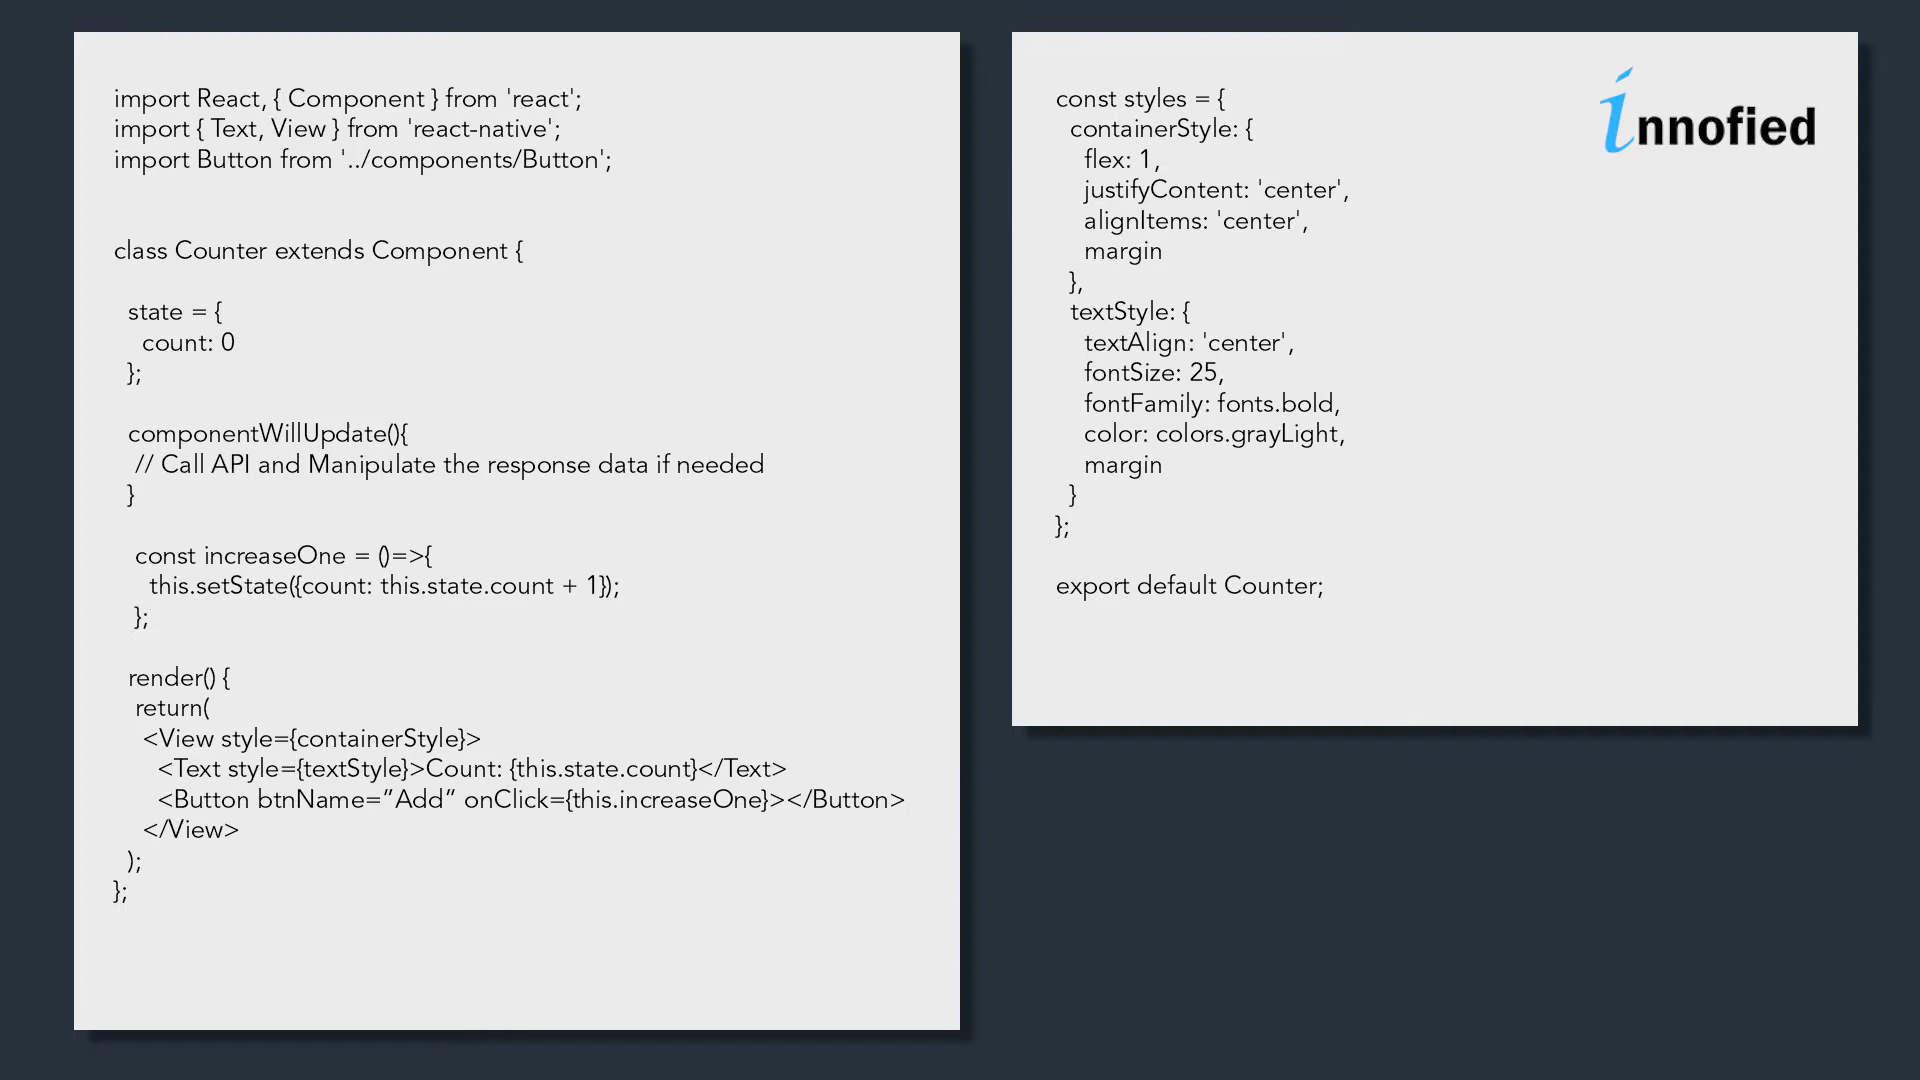 import React, { Component } from 'react';
import { Text, View } from 'react-native';
import Button from '../components/Button';
class Counter extends Component {
state = {
count: 0
};
componentWillUpdate(){
// Call API and Manipulate the response data if needed
}
const increaseOne = ()=>{
this.setState({count: this.state.count + 1});
};
render() {
return(
<View style={containerStyle}>
<Text style={textStyle}>Count: {this.state.count}</Text>
<Button btnName=”Add” onClick={this.increaseOne}></Button>
</View>
);
};
const styles = {
containerStyle: {
flex: 1,
justifyContent: 'center',
alignItems: 'center',
margin
},
textStyle: {
textAlign: 'center',
fontSize: 25,
fontFamily: fonts.bold,
color: colors.grayLight,
margin
}
};
export default Counter;
innofied